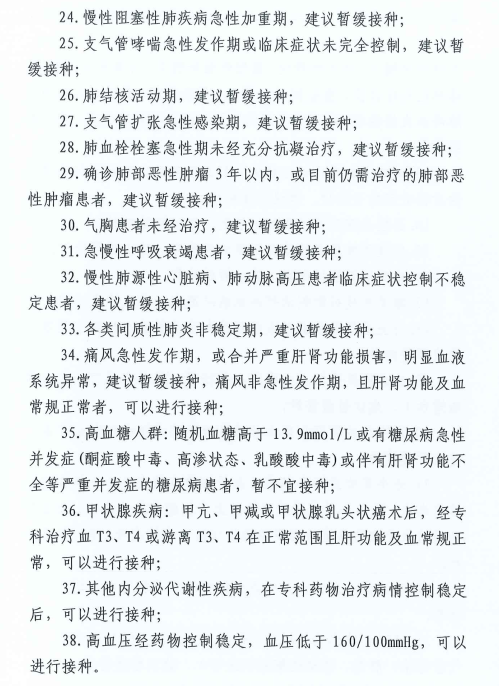 24.慢性阻塞性肺疾病急性加重期，建议暂缓接种；
25.支气管哮喘急性发作期或临床症状未完全控制，建议暂
缓接种；
26.肺结核活动期，建议暂缓接种；
27.支气管扩张急性感染期，建议暂缓接种；
28.肺血栓栓塞急性期未经充分抗凝治疗，建议暂缓接种；
29.确诊肺部恶性肿瘤3年以内，或目前仍需治疗的肺部恶
性肿瘤患者，建议暂缓接种；
30.气胸患者未经治疗，建议暂缓接种；
31.急慢性呼吸衰竭患者，建议暂缓接种；
32.慢性肺源性心脏病、肺动脉高压患者临床症状控制不稳
定患者，建议暂缓接种；
33.各类间质性肺炎非稳定期，建议暂缓接种；
34.痛风急性发作期，或合并严重肝肾功能损害，明显血液
系统异常，建议暂缓接种，痛风非急性发作期，且肝肾功能及血
常规正常者，可以进行接种；
35.高血糖人群：随机血糖高于13.9mmol/L或有糖尿病急性
并发症(酮症酸中毒、高渗状态、乳酸酸中毒)或伴有肝肾功能不
全等严重并发症的糖尿病患者，暂不宜接种；
36.甲状腺疾病：甲亢、甲减或甲状腺乳头状癌术后，经专
科治疗血T3、T4或游离T3、T4在正常范围且肝功能及血常规正
常，可以进行接种；
37.其他内分泌代谢性疾病，在专科药物治疗病情控制稳定
后，可以进行接种；
38.高血压经药物控制稳定，血压低于160/100mmHg，可以
进行接种。